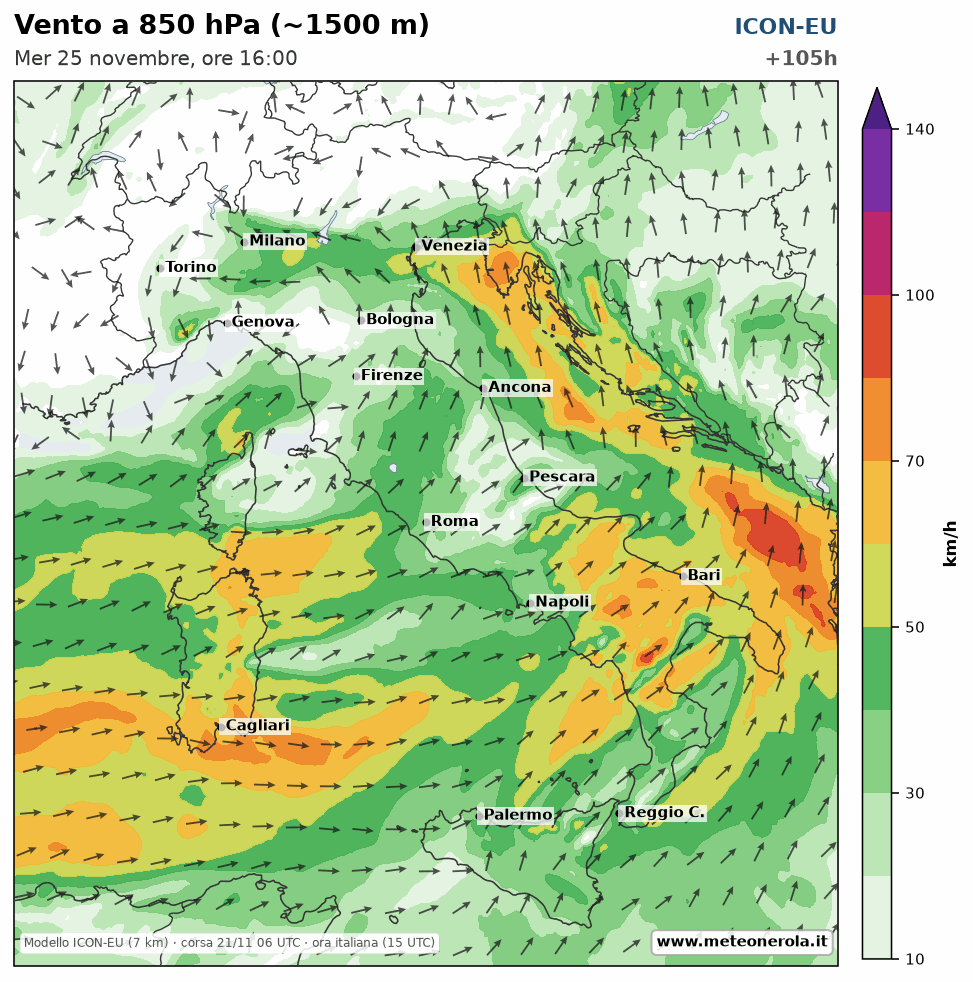 Vento a 850 hPa (~1500 m)
ICON-EU
Mer 25 novembre, ore 16:00
+105h
140
100
70
50
30
10
km/h
Milano
Venezia
Torino
Genova
Bologna
Firenze
Ancona
Pescara
Roma
Bari
Napoli
Cagliari
Palermo
Reggio C.
Modello ICON-EU (7 km) · corsa 21/11 06 UTC · ora italiana (15 UTC)
www.meteonerola.it